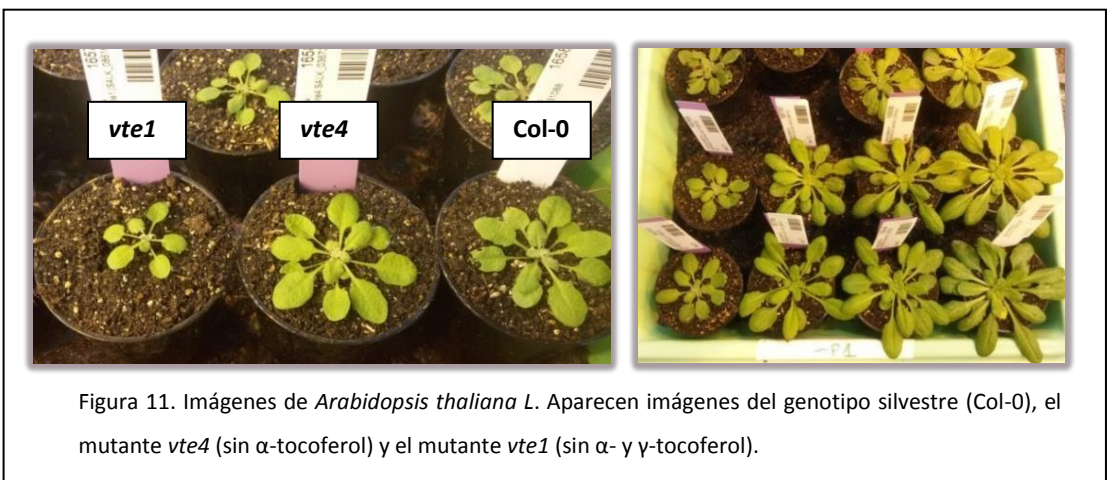 vte1
vte4
Col-0
Figura 11. Imágenes de Arabidopsis thaliana L. Aparecen imágenes del genotipo silvestre (Col-0), el
mutante vte4 (sin α-tocoferol) y el mutante vte1 (sin α- y γ-tocoferol).